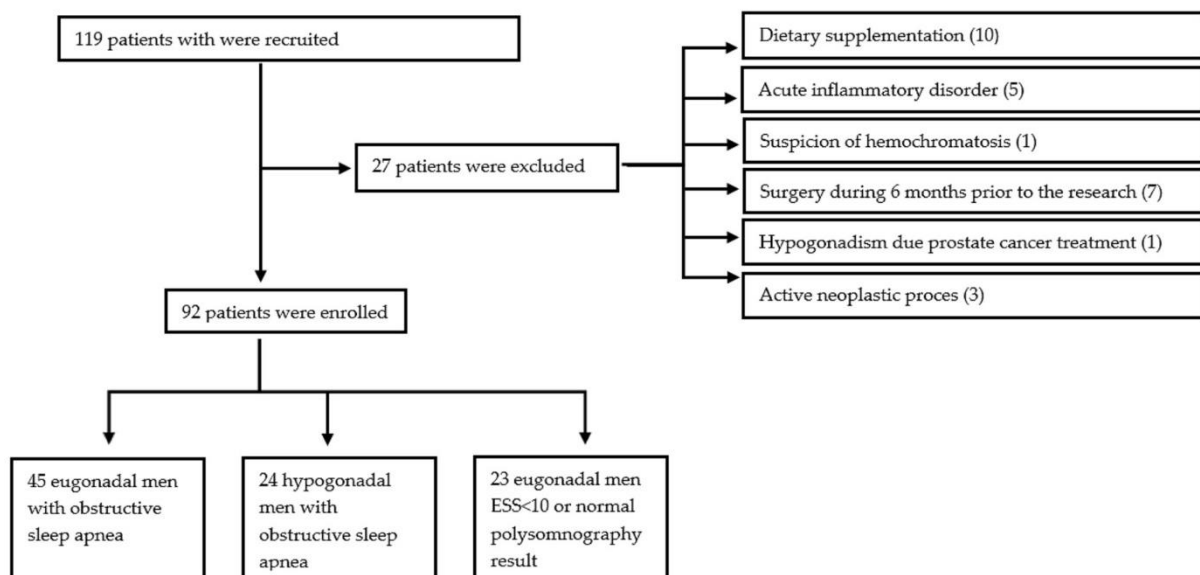 119 patients with were recruited
27 patients were excluded
Dietary supplementation (10)
Acute inflammatory disorder (5)
Suspicion of hemochromatosis (1)
Surgery during 6 months prior to the research (7)
Hypogonadism due prostate cancer treatment (1)
Active neoplastic proces (3)
92 patients were enrolled
45 eugonadal men
with obstructive
sleep apnea
24 hypogonadal
men with
obstructive sleep
apnea
23 eugonadal men
ESS<10 or normal
polysomnography
result